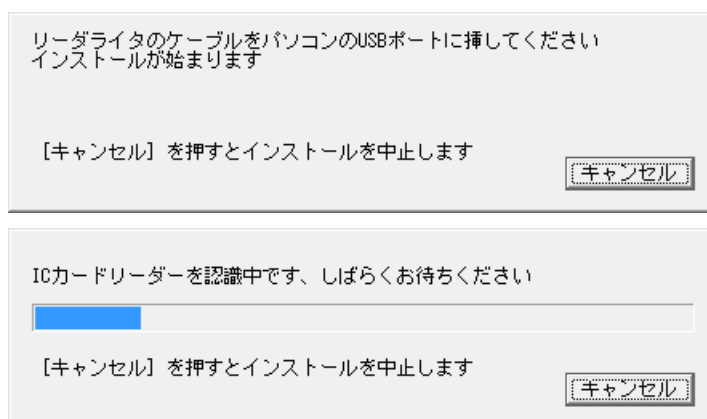 リーダライタのケーブルをパソコンのUSBポートに挿してください
インストールが始まります
［キャンセル］を押すとインストールを中止します
キャンセル
ICカードリーダーを認識中です、しばらくお待ちください
［キャンセル］を押すとインストールを中止します
キャンセル